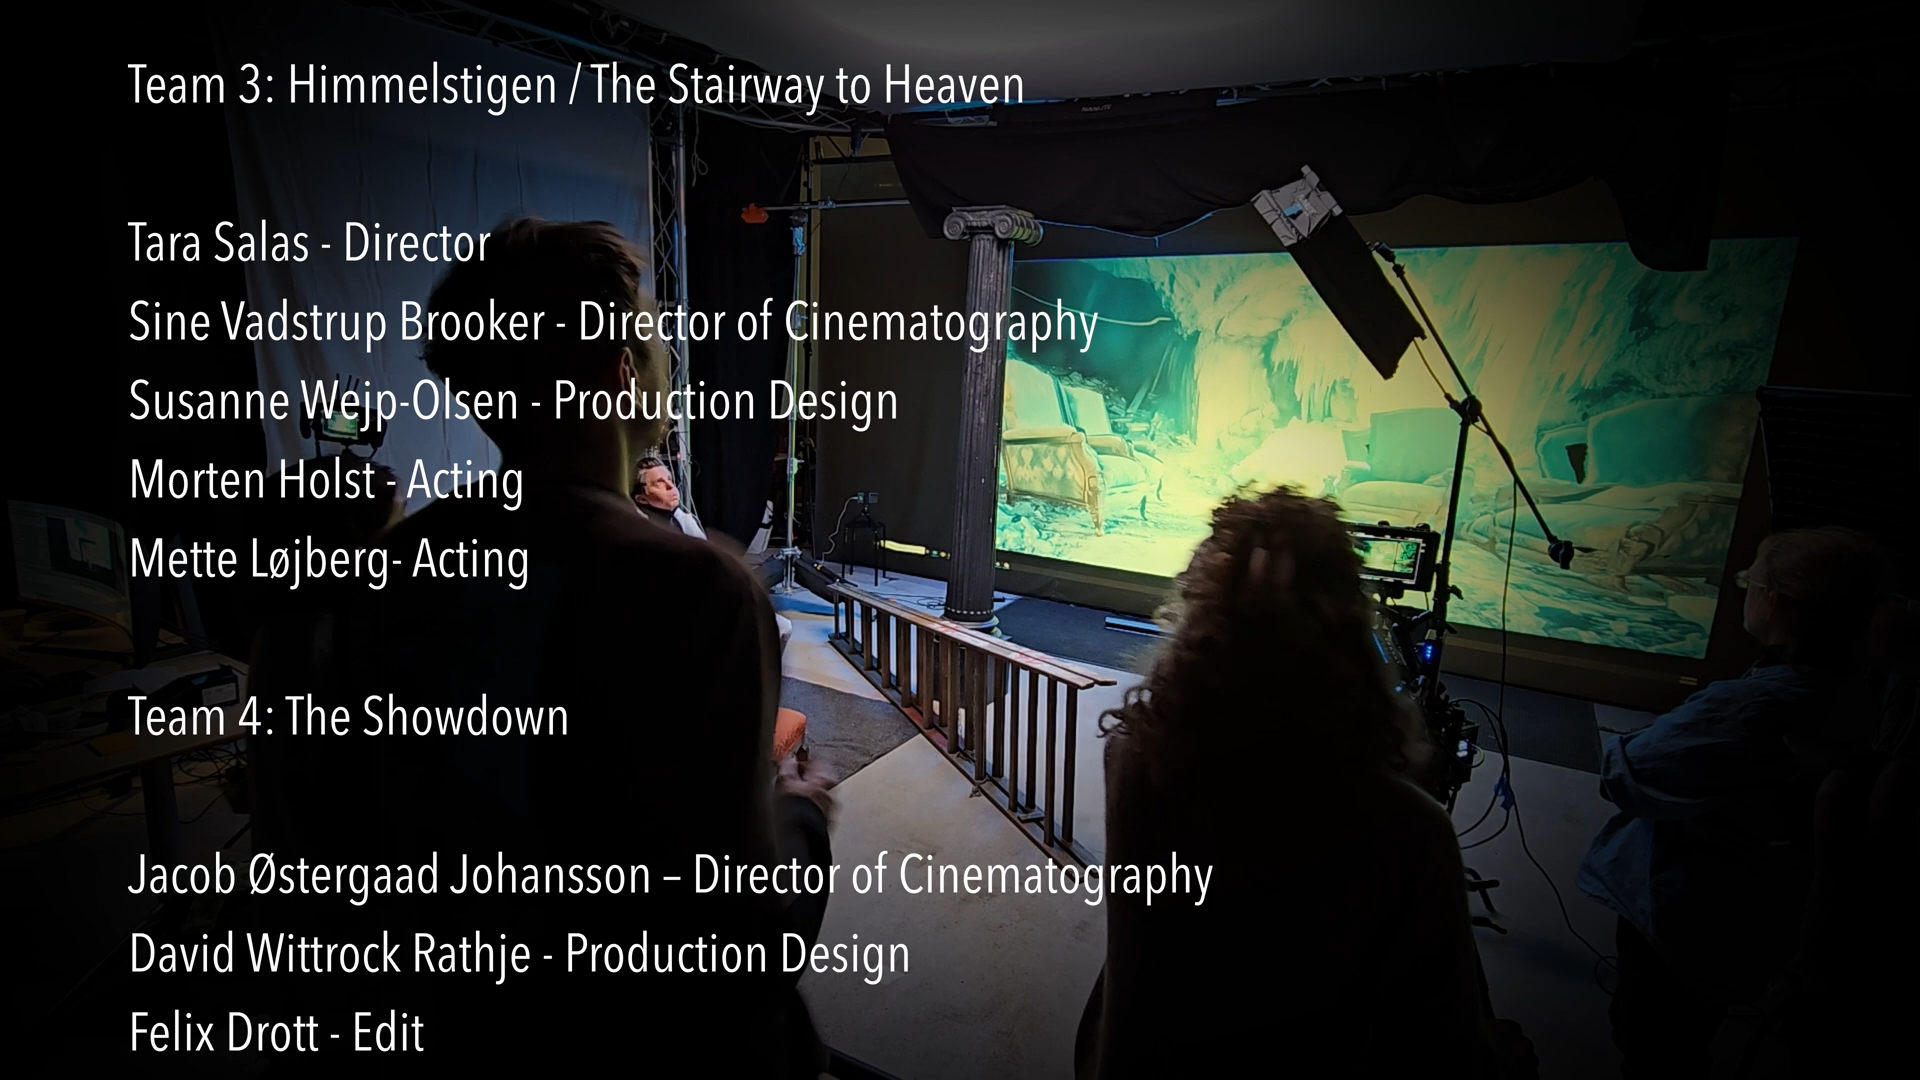 Team 3: Himmelstigen / The Stairway to Heaven
Tara Salas - Director
Sine Vadstrup Brooker - Director of Cinematography
Susanne Wejp-Olsen - Production Design
Morten Holst - Acting
Mette Løjberg- Acting
Team 4: The Showdown
Jacob Østergaad Johansson – Director of Cinematography
David Wittrock Rathje - Production Design
Felix Drott - Edit